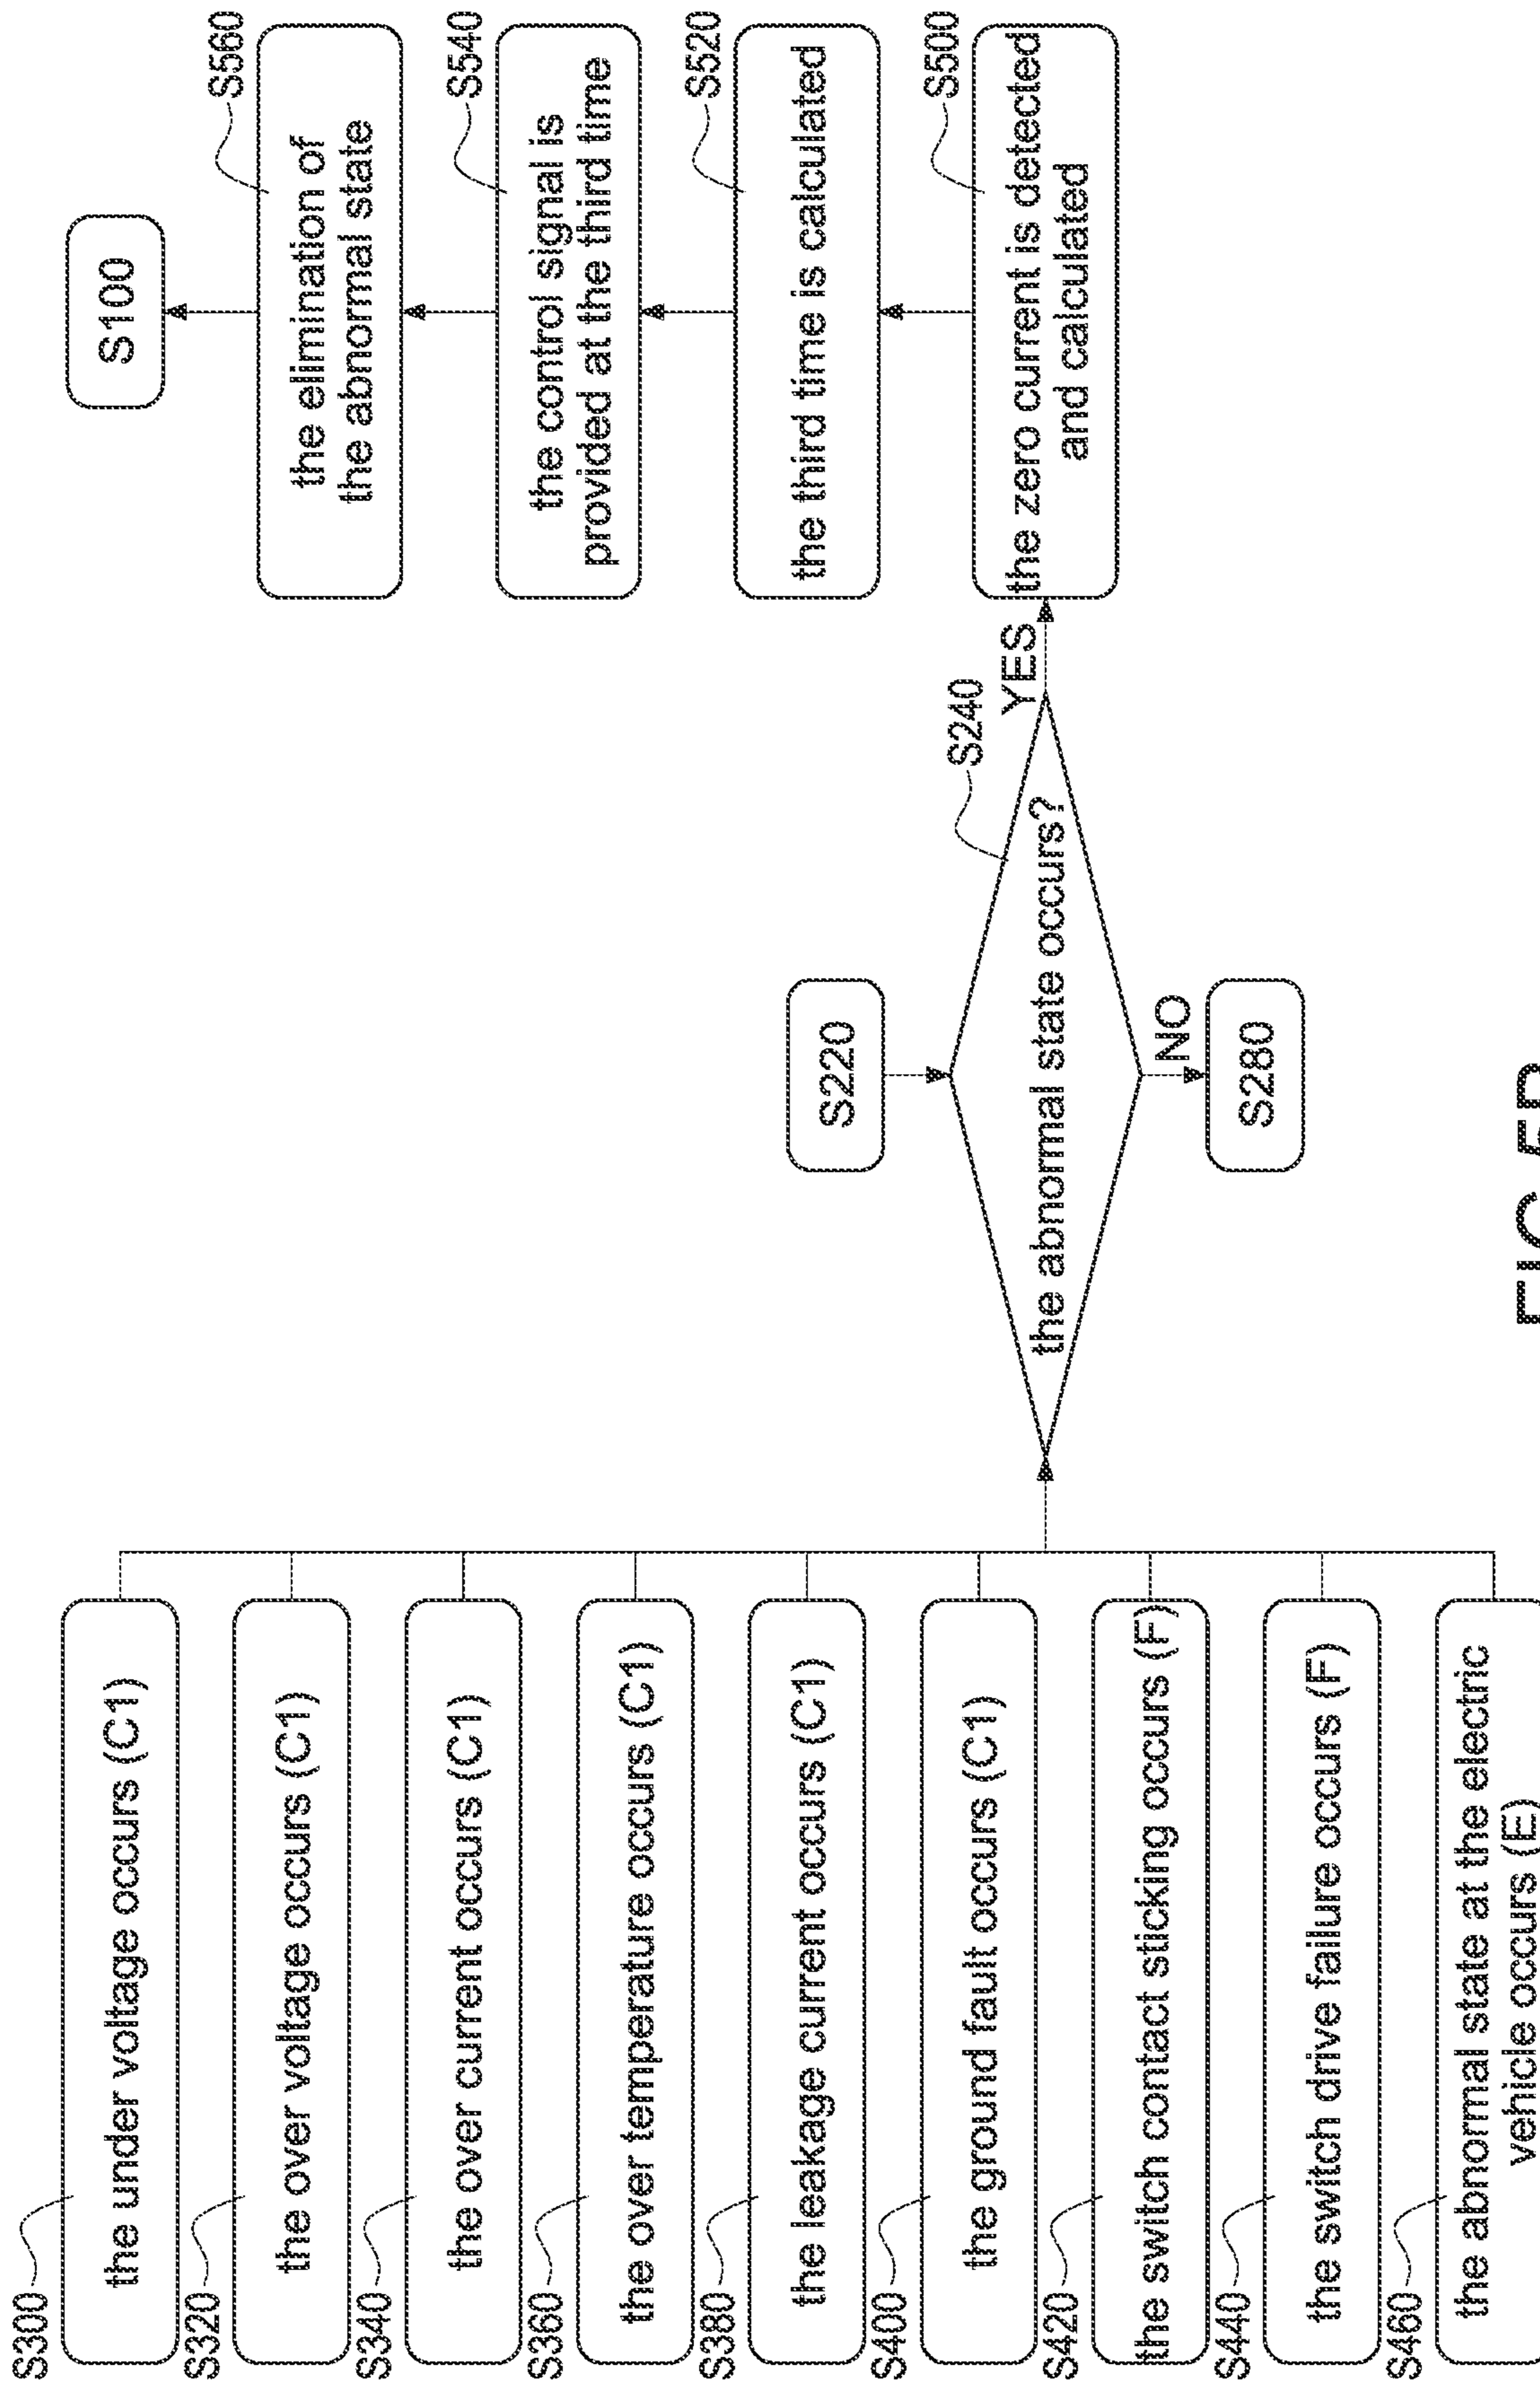 S300
the under voltage occurs (C1)
S320
the over voltage occurs (C1)
S340
the over current occurs (C1)
S360
the over temperature occurs (C1)
S380
the leakage current occurs (C1)
S400
the ground fault occurs (C1)
S420
the switch contact sticking occurs (F)
S440
the switch drive failure occurs (F)
S460
the abnormal state at the electric
vehicle occurs (E)
S220
S240
the abnormal state occurs?
YES
NO
S280
S100
S560
the elimination of
the abnormal state
S540
the control signal is
provided at the third time
S520
the third time is calculated
S500
the zero current is detected
and calculated